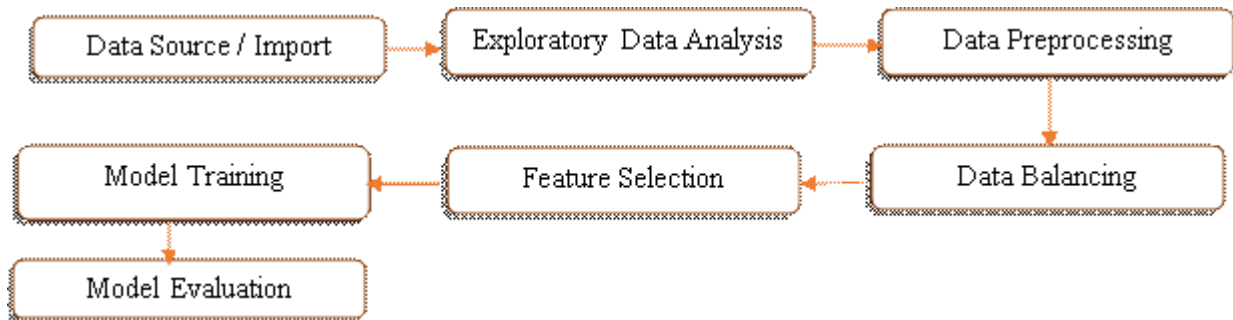 Data Source / Import
Exploratory Data Analysis
Data Preprocessing
Data Balancing
Feature Selection
Model Training
Model Evaluation